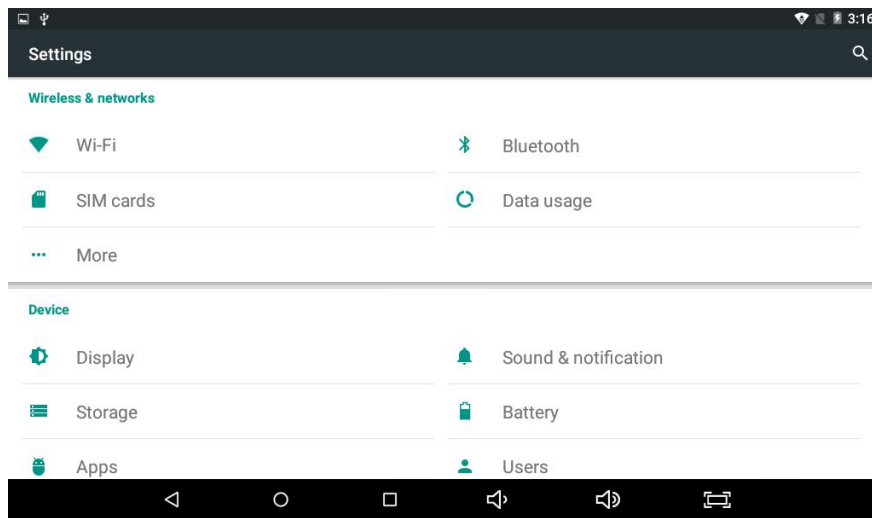 3:16
Settings
Wireless & networks
Wi-Fi
Bluetooth
SIM cards
Data usage
More
Device
Display
Sound & notification
Storage
Battery
Apps
Users